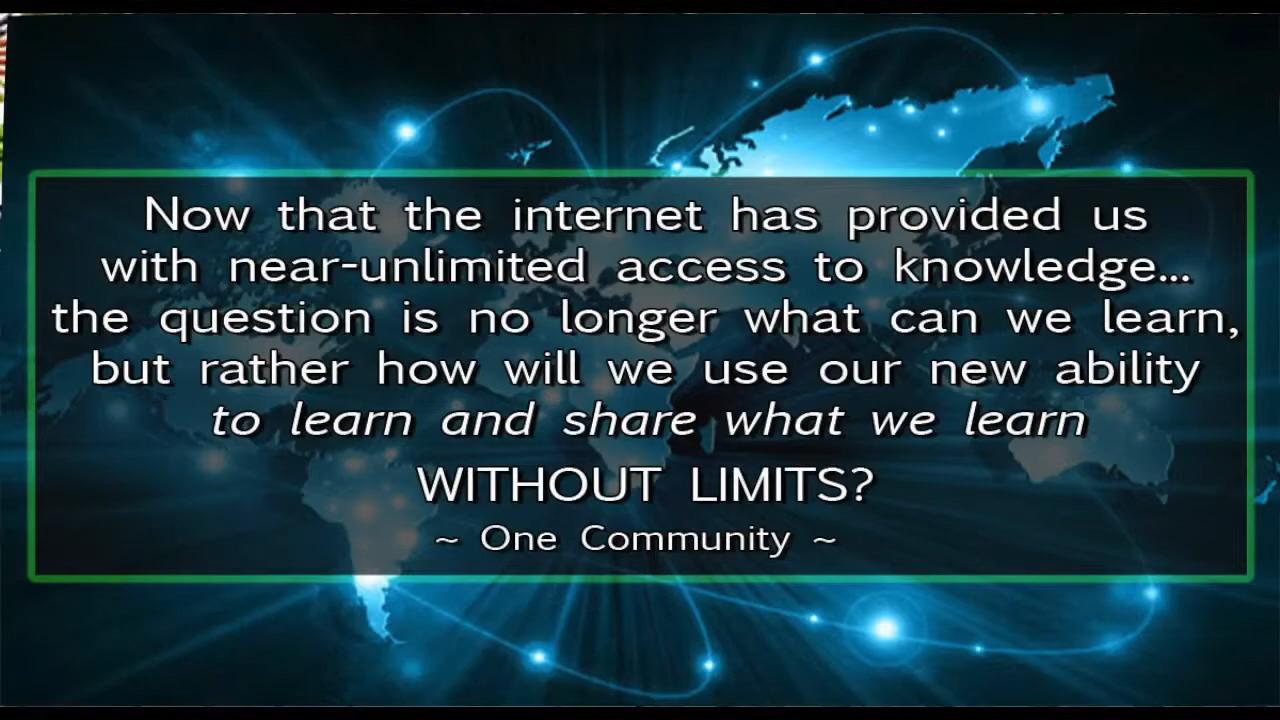 Now that the internet has provided us
with near-unlimited access to knowledge...
the question is no longer what can we learn,
but rather how will we use our new ability
to learn and share what we learn
WITHOUT LIMITS?
~ One Community ~